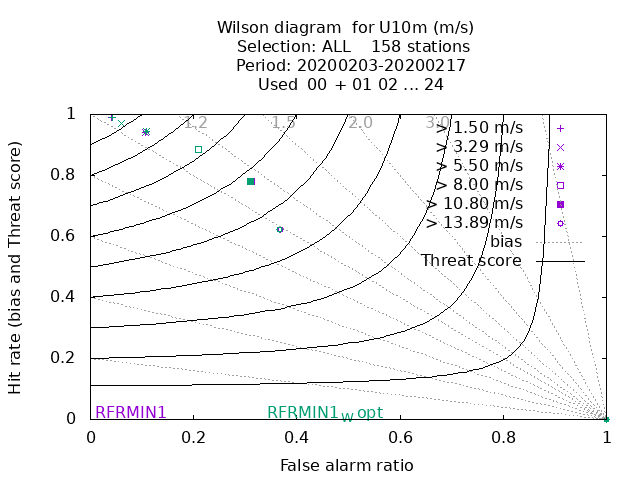 Wilson diagram  for U10m (m/s)
Selection: ALL    158 stations
Period: 20200203-20200217
Used  00 + 01 02 ... 24
1.2 1.5 2.0 3.0
> 1.50 m/s
> 3.29 m/s
> 5.50 m/s
> 8.00 m/s
> 10.80 m/s
> 13.89 m/s
bias
Threat score
Hit rate (bias and Threat score)
1
0.8
0.6
0.4
0.2
0
RFRMIN1 RFRMIN1w opt
0 0.2 0.4 0.6 0.8 1
False alarm ratio